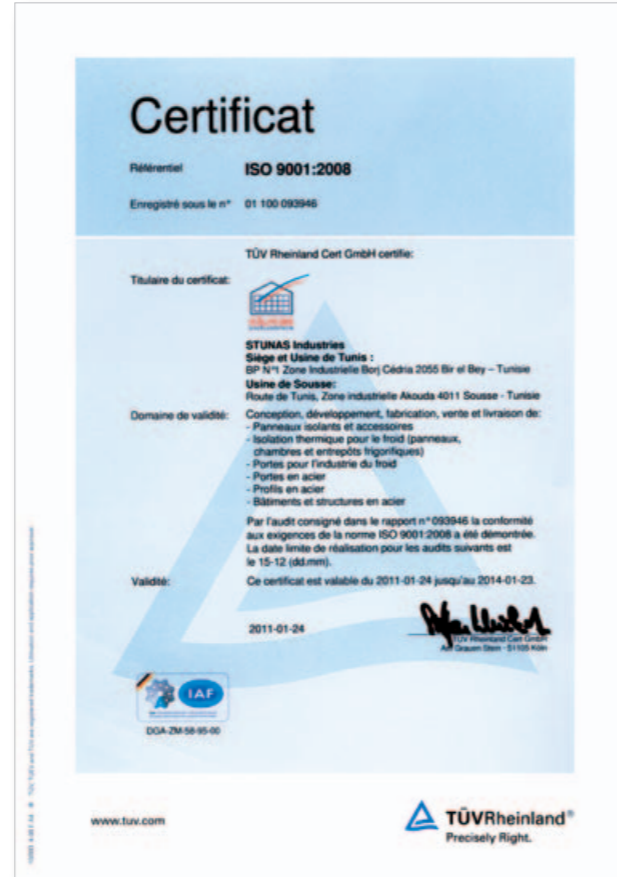 Certificat
Référentiel ISO 9001:2008
Enregistré sous le n° 01 100 093946
TÜV Rheinland Cert GmbH certifie:
Titulaire du certificat:
STUNAS Industries
Siège et Usine de Tunis :
BP N°1 Zone Industrielle Borj Cédria 2055 Bir el Bey – Tunisie
Usine de Sousse:
Route de Tunis, Zone industrielle Akouda 4011 Sousse - Tunisie
Domaine de validité: Conception, développement, fabrication, vente et livraison de:
- Panneaux isolants et accessoires
- Isolation thermique pour le froid (panneaux,
chambres et entrepôts frigorifiques)
- Portes pour l'industrie du froid
- Portes en acier
- Profils en acier
- Bâtiments et structures en acier
Par l'audit consigné dans le rapport n° 093946 la conformité
aux exigences de la norme ISO 9001:2008 a été démontrée.
La date limite de réalisation pour les audits suivants est
le 15-12 (dd.mm).
Validité: Ce certificat est valable du 2011-01-24 jusqu'au 2014-01-23.
2011-01-24
TÜV Rheinland Cert GmbH
Am Grauen Stein · 51105 Köln
IAF
DGA-ZM-58-95-00
www.tuv.com
TÜVRheinland®
Precisely Right.